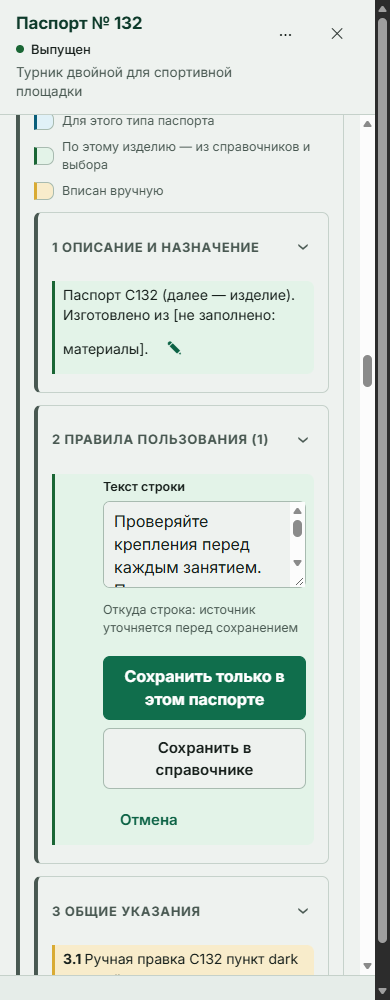 Паспорт № 132
Выпущен
Турник двойной для спортивной
площадки
Для этого типа паспорта
По этому изделию — из справочников и
выбора
Вписан вручную
1 ОПИСАНИЕ И НАЗНАЧЕНИЕ
Паспорт С132 (далее — изделие).
Изготовлено из [не заполнено:
материалы].
2 ПРАВИЛА ПОЛЬЗОВАНИЯ (1)
Текст строки
Проверяйте
крепления перед
каждым занятием.
Откуда строка: источник
уточняется перед сохранением
Сохранить только в
этом паспорте
Сохранить в
справочнике
Отмена
3 ОБЩИЕ УКАЗАНИЯ
3.1 Ручная правка С132 пункт dark